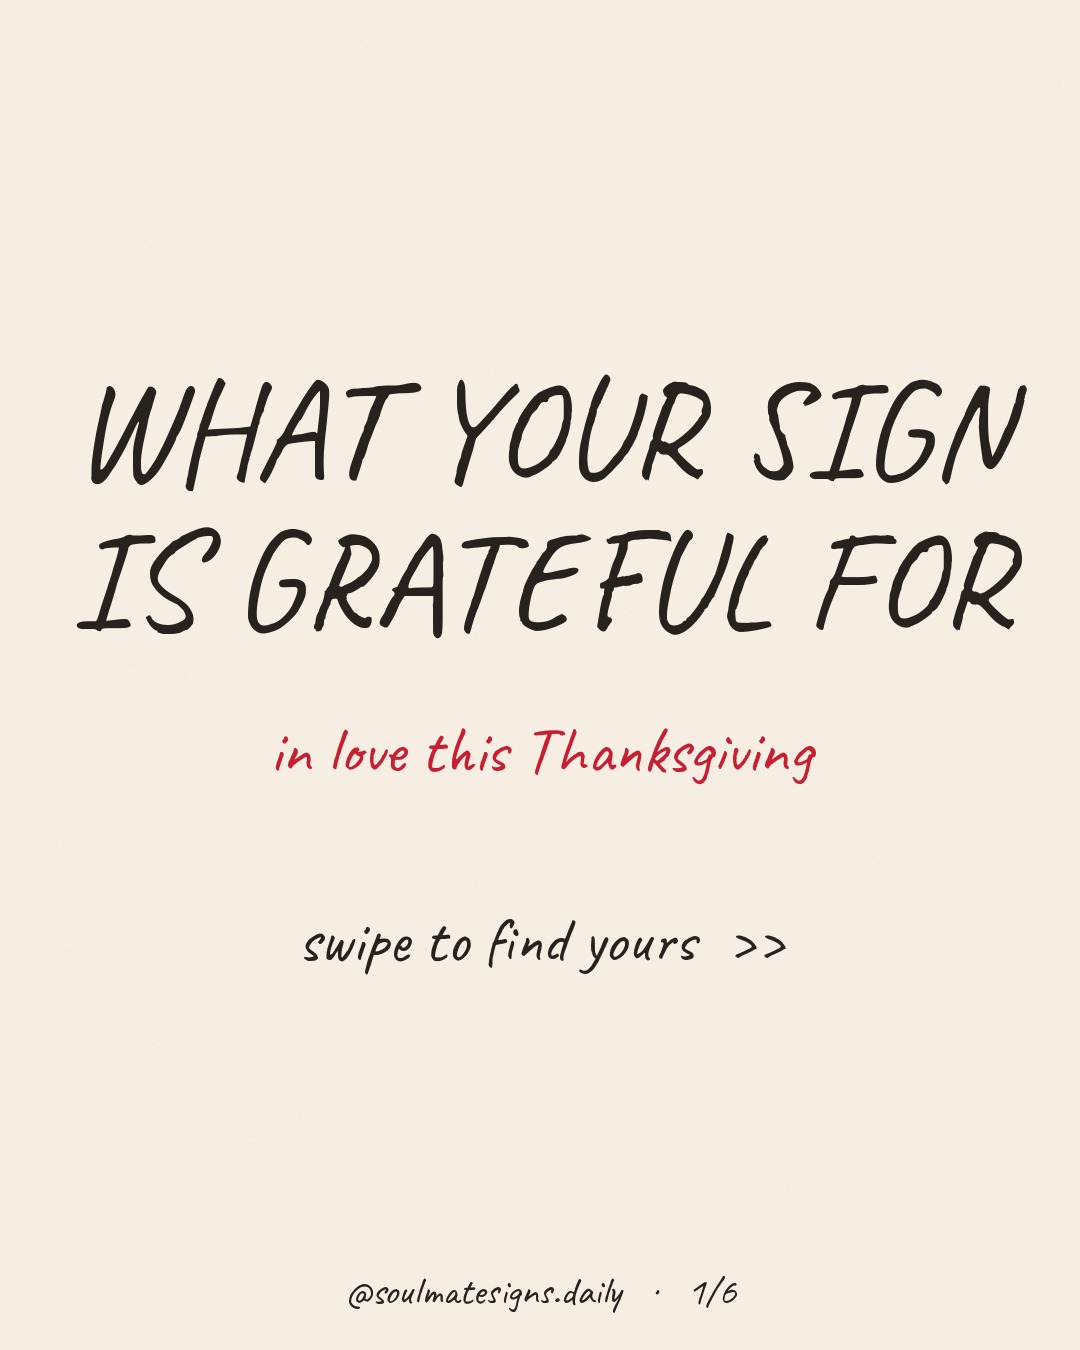 WHAT YOUR SIGN
IS GRATEFUL FOR
in love this Thanksgiving
swipe to find yours >>
@soulmatesigns.daily · 1/6